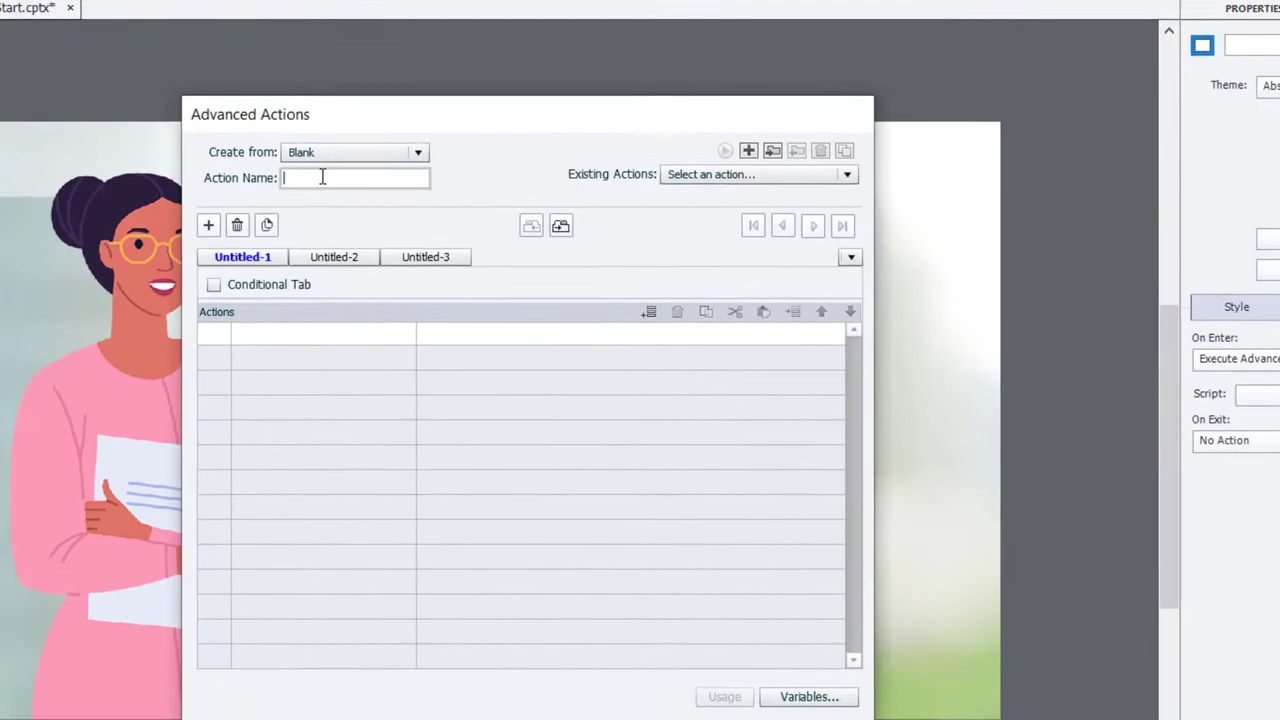 Start.cptx* ×
PROPERTIES
Advanced Actions
Create from: Blank
Action Name:
Existing Actions: Select an action...
Theme: Abs
Untitled-1 Untitled-2 Untitled-3
Conditional Tab
Actions
Style
On Enter:
Execute Advance
Script:
On Exit:
No Action
Usage Variables...